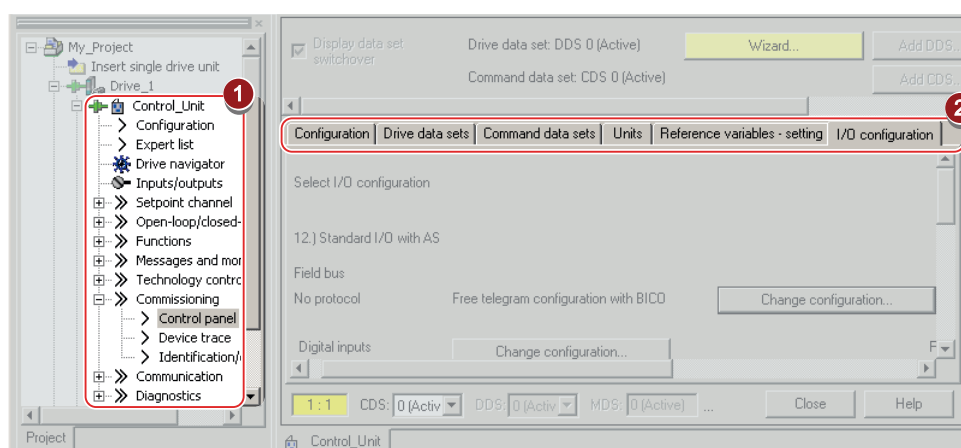 My_Project
Insert single drive unit
Drive_1
1
Control_Unit
Configuration
Expert list
Drive navigator
Inputs/outputs
Setpoint channel
Open-loop/closed-
Functions
Messages and mor
Technology contro
Commissioning
Control panel
Device trace
Identification/
Communication
Diagnostics
Project
Display data set
switchover
Drive data set: DDS 0 (Active)
Wizard...
Add DDS..
Command data set: CDS 0 (Active)
Add CDS..
2
Configuration Drive data sets Command data sets Units Reference variables - setting I/O configuration
Select I/O configuration
12.) Standard I/O with AS
Field bus
No protocol Free telegram configuration with BICO Change configuration...
Digital inputs Change configuration... F
1 : 1 CDS: 0 (Activ DDS: 0 (Activ MDS: 0 (Active) ... Close Help
Control_Unit